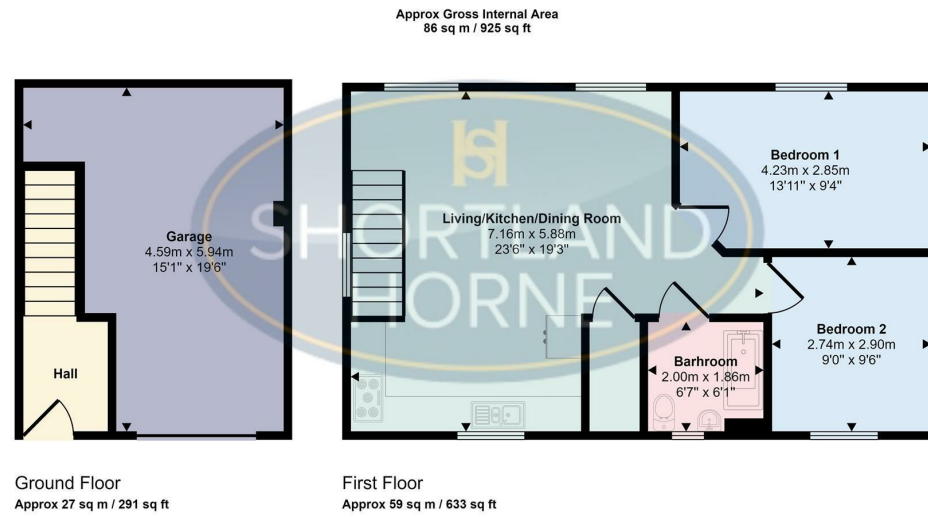 Approx Gross Internal Area
86 sq m / 925 sq ft
Garage
4.59m x 5.94m
15'1" x 19'6"
Hall
Living/Kitchen/Dining Room
7.16m x 5.88m
23'6" x 19'3"
Bedroom 1
4.23m x 2.85m
13'11" x 9'4"
Bedroom 2
2.74m x 2.90m
9'0" x 9'6"
Barhroom
2.00m x 1.86m
6'7" x 6'1"
SHORTLAND
HORNE
Ground Floor
Approx 27 sq m / 291 sq ft
First Floor
Approx 59 sq m / 633 sq ft